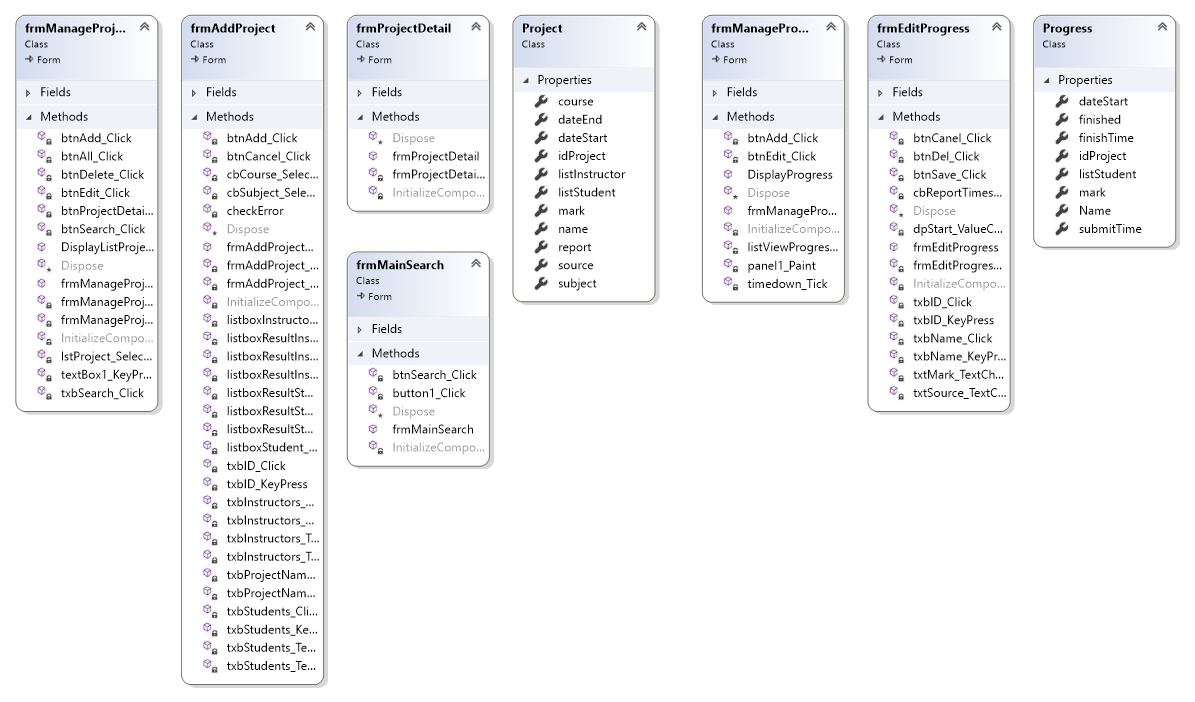 frmManageProj...
Class
Form
Fields
Methods
btnAdd_Click
btnAll_Click
btnDelete_Click
btnEdit_Click
btnProjectDetai...
btnSearch_Click
DisplayListProje...
Dispose
frmManageProj...
frmManageProj...
frmManageProj...
InitializeCompo...
lstProject_Selec...
textBox1_KeyPr...
txbSearch_Click
frmAddProject
Class
Form
Fields
Methods
btnAdd_Click
btnCancel_Click
cbCourse_Selec...
cbSubject_Sele...
checkError
Dispose
frmAddProject...
frmAddProject_...
frmAddProject_...
InitializeCompo...
listboxInstructo...
listboxResultIns...
listboxResultIns...
listboxResultIns...
listboxResultSt...
listboxResultSt...
listboxResultSt...
listboxStudent_...
txbID_Click
txbID_KeyPress
txbInstructors_...
txbInstructors_...
txbInstructors_T...
txbInstructors_T...
txbProjectNam...
txbProjectNam...
txbStudents_Cli...
txbStudents_Ke...
txbStudents_Te...
txbStudents_Te...
frmProjectDetail
Class
Form
Fields
Methods
Dispose
frmProjectDetail
frmProjectDetai...
InitializeCompo...
frmMainSearch
Class
Form
Fields
Methods
btnSearch_Click
button1_Click
Dispose
frmMainSearch
InitializeCompo...
Project
Class
Properties
course
dateEnd
dateStart
idProject
listInstructor
listStudent
mark
name
report
source
subject
frmManagePro...
Class
Form
Fields
Methods
btnAdd_Click
btnEdit_Click
DisplayProgress
Dispose
frmManagePro...
InitializeCompo...
listViewProgres...
panel1_Paint
timedown_Tick
frmEditProgress
Class
Form
Fields
Methods
btnCanel_Click
btnDel_Click
btnSave_Click
cbReportTimes...
Dispose
dpStart_ValueC...
frmEditProgress
frmEditProgres...
InitializeCompo...
txbID_Click
txbID_KeyPress
txbName_Click
txbName_KeyPr...
txtMark_TextCh...
txtSource_TextC...
Progress
Class
Properties
dateStart
finished
finishTime
idProject
listStudent
mark
Name
submitTime